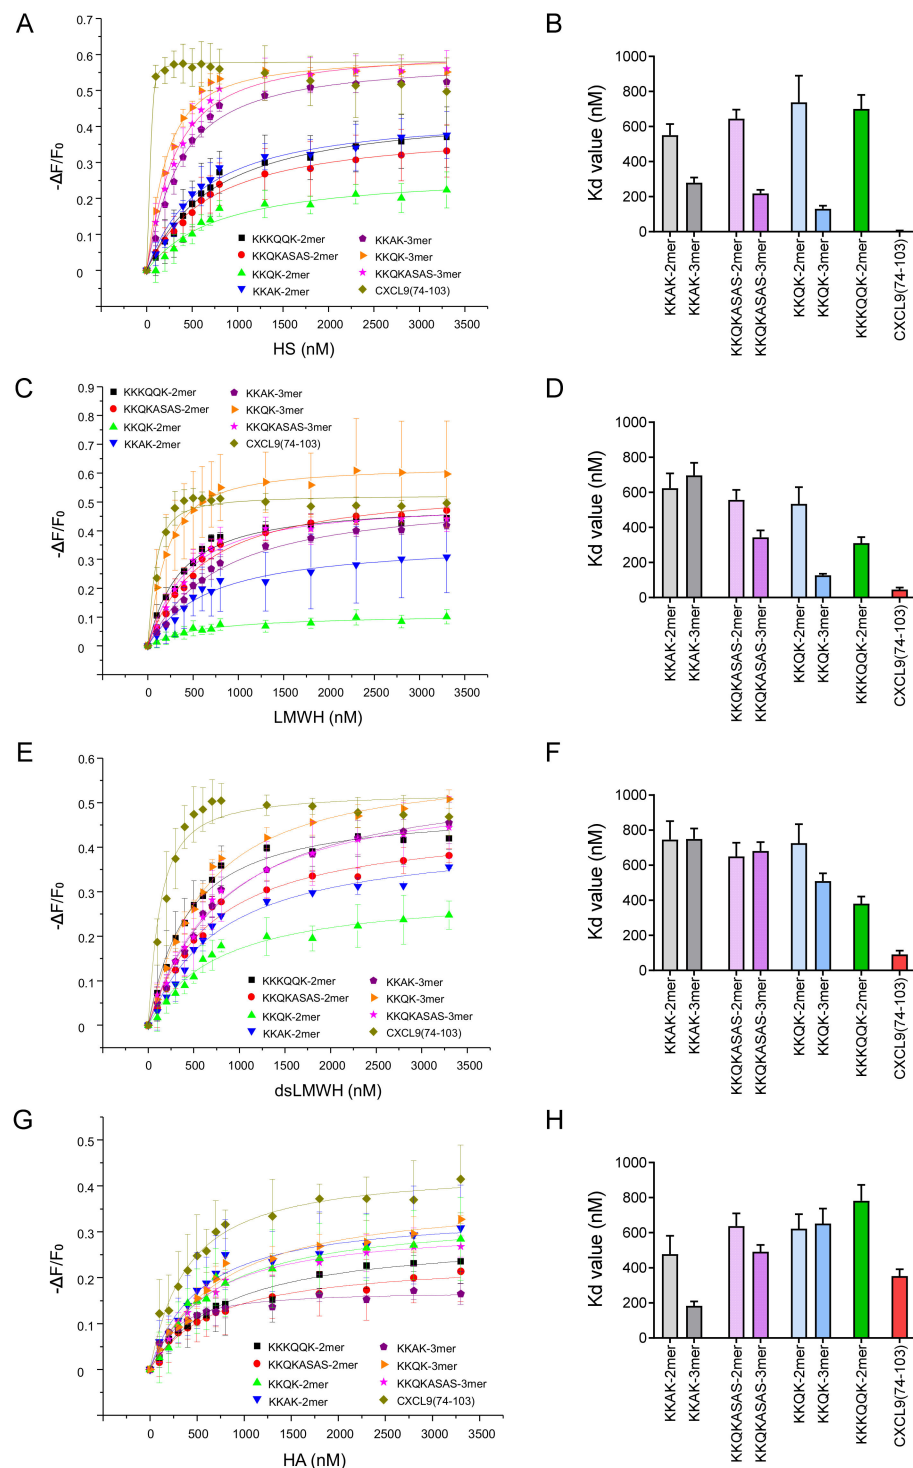 A
-ΔF/F₀
0.7
0.6
0.5
0.4
0.3
0.2
0.1
0
KKKQQK-2mer
KKQKASAS-2mer
KKQK-2mer
KKAK-2mer
KKAK-3mer
KKQK-3mer
KKQKASAS-3mer
CXCL9(74-103)
0 500 1000 1500 2000 2500 3000 3500
HS (nM)
B
Kd value (nM)
1000
800
600
400
200
0
KKAK-2mer
KKAK-3mer
KKQKASAS-2mer
KKQKASAS-3mer
KKQK-2mer
KKQK-3mer
KKKQQK-2mer
CXCL9(74-103)
C
-ΔF/F₀
0.9
0.8
0.7
0.6
0.5
0.4
0.3
0.2
0.1
0
KKKQQK-2mer
KKQKASAS-2mer
KKQK-2mer
KKAK-2mer
KKAK-3mer
KKQK-3mer
KKQKASAS-3mer
CXCL9(74-103)
0 500 1000 1500 2000 2500 3000 3500
LMWH (nM)
D
Kd value (nM)
1000
800
600
400
200
0
KKAK-2mer
KKAK-3mer
KKQKASAS-2mer
KKQKASAS-3mer
KKQK-2mer
KKQK-3mer
KKKQQK-2mer
CXCL9(74-103)
E
-ΔF/F₀
0.6
0.5
0.4
0.3
0.2
0.1
0
KKKQQK-2mer
KKQKASAS-2mer
KKQK-2mer
KKAK-2mer
KKAK-3mer
KKQK-3mer
KKQKASAS-3mer
CXCL9(74-103)
0 500 1000 1500 2000 2500 3000 3500
dsLMWH (nM)
F
Kd value (nM)
1000
800
600
400
200
0
KKAK-2mer
KKAK-3mer
KKQKASAS-2mer
KKQKASAS-3mer
KKQK-2mer
KKQK-3mer
KKKQQK-2mer
CXCL9(74-103)
G
-ΔF/F₀
0.5
0.4
0.3
0.2
0.1
0
KKKQQK-2mer
KKQKASAS-2mer
KKQK-2mer
KKAK-2mer
KKAK-3mer
KKQK-3mer
KKQKASAS-3mer
CXCL9(74-103)
0 500 1000 1500 2000 2500 3000 3500
HA (nM)
H
Kd value (nM)
1000
800
600
400
200
0
KKAK-2mer
KKAK-3mer
KKQKASAS-2mer
KKQKASAS-3mer
KKQK-2mer
KKQK-3mer
KKKQQK-2mer
CXCL9(74-103)